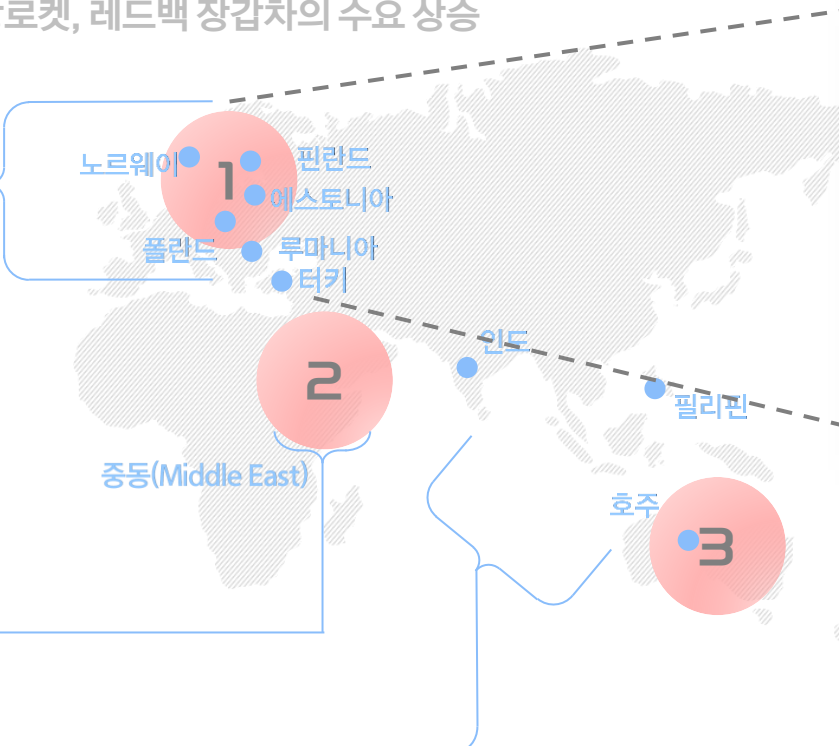 로켓, 레드백 장갑차의 수요 상승
노르웨이
1
핀란드
에스토니아
폴란드
루마니아
터키
인드
2
필리핀
중동(Middle East)
호주
3